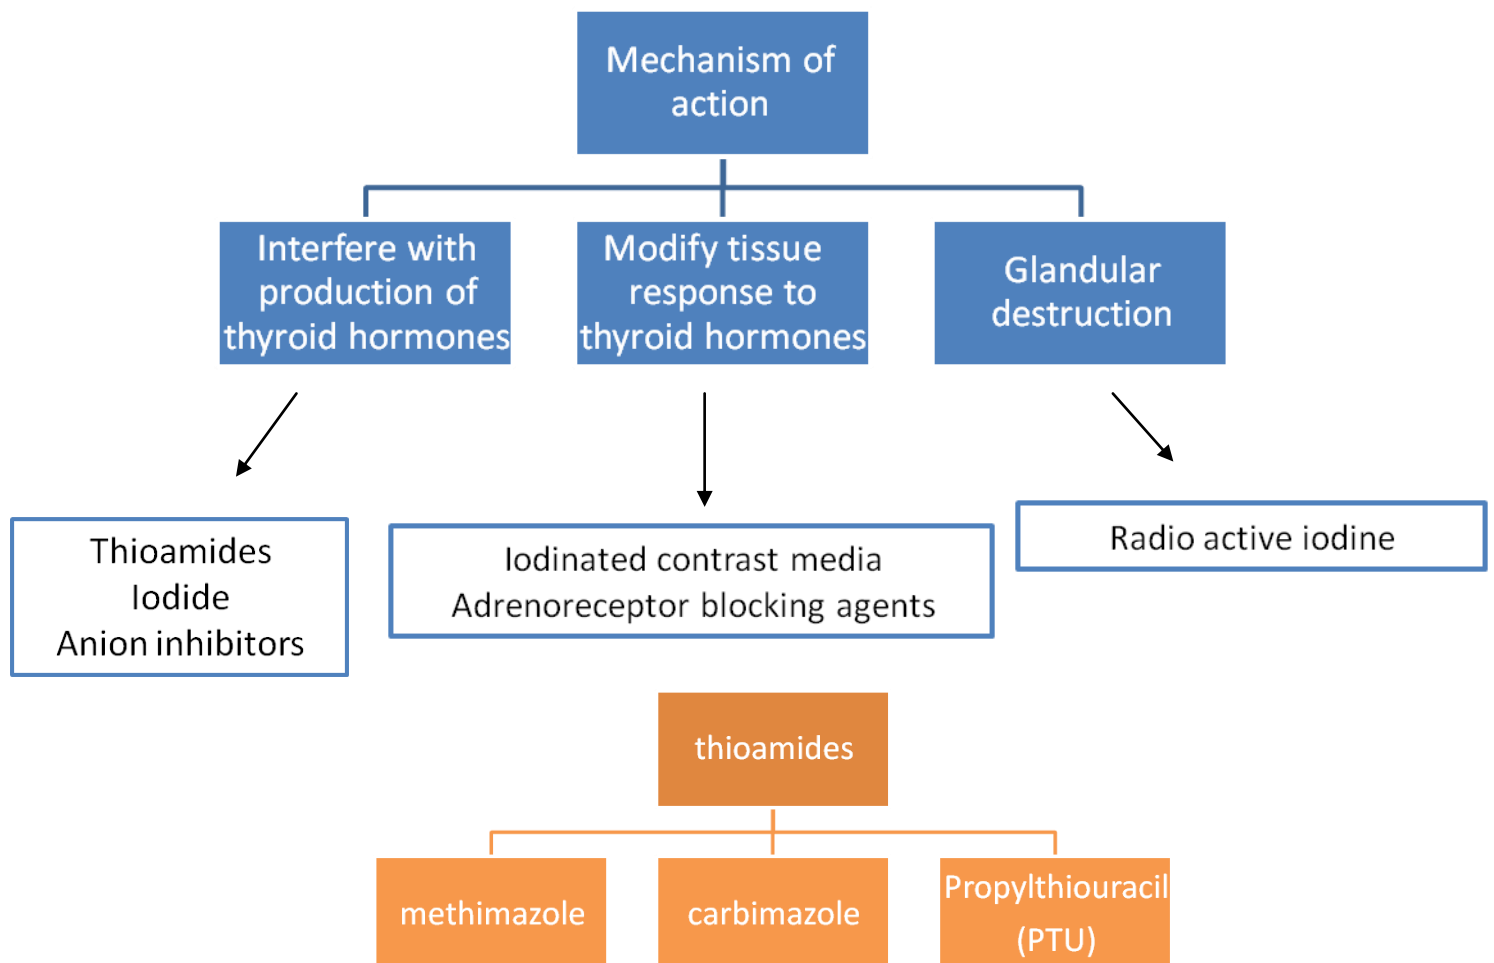 Mechanism of
action
Interfere with
production of
thyroid hormones
Modify tissue
response to
thyroid hormones
Glandular
destruction
Thioamides
Iodide
Anion inhibitors
Iodinated contrast media
Adrenoreceptor blocking agents
Radio active iodine
thioamides
methimazole
carbimazole
Propylthiouracil
(PTU)